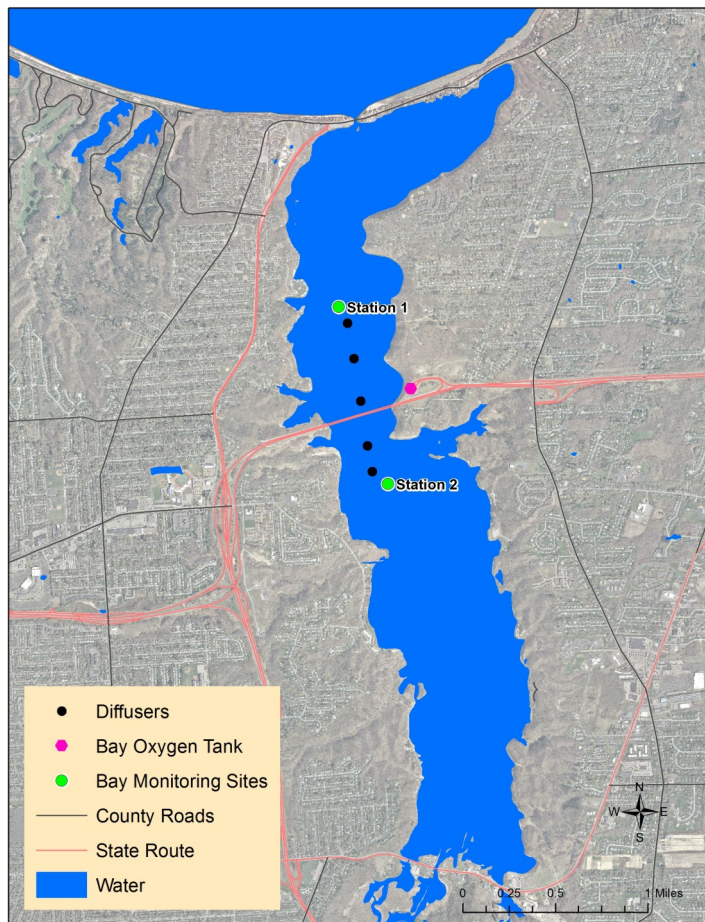 Station 1
Station 2
Diffusers
Bay Oxygen Tank
Bay Monitoring Sites
County Roads
State Route
Water
N
W E
S
0 0.25 0.5 1 Miles